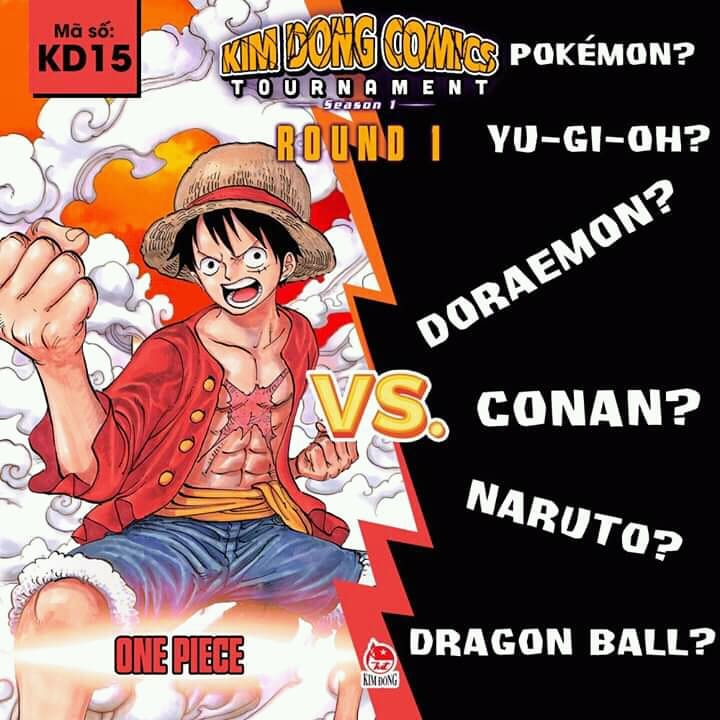 Mã số:
KD15
KIM DONG COMICS
TOURNAMENT
Season 1
ROUND 1
POKÉMON?
YU-GI-OH?
DORAEMON?
VS.
CONAN?
NARUTO?
DRAGON BALL?
ONE PIECE
KIM ĐỒNG